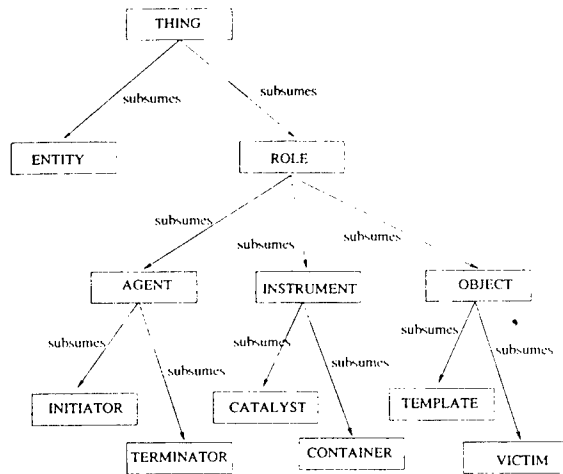 THING
subsumes
subsumes
ENTITY
ROLE
subsumes
subsumes
subsumes
AGENT
INSTRUMENT
OBJECT
subsumes
subsumes
subsumes
subsumes
subsumes
subsumes
INITIATOR
CATALYST
TEMPLATE
TERMINATOR
CONTAINER
VICTIM